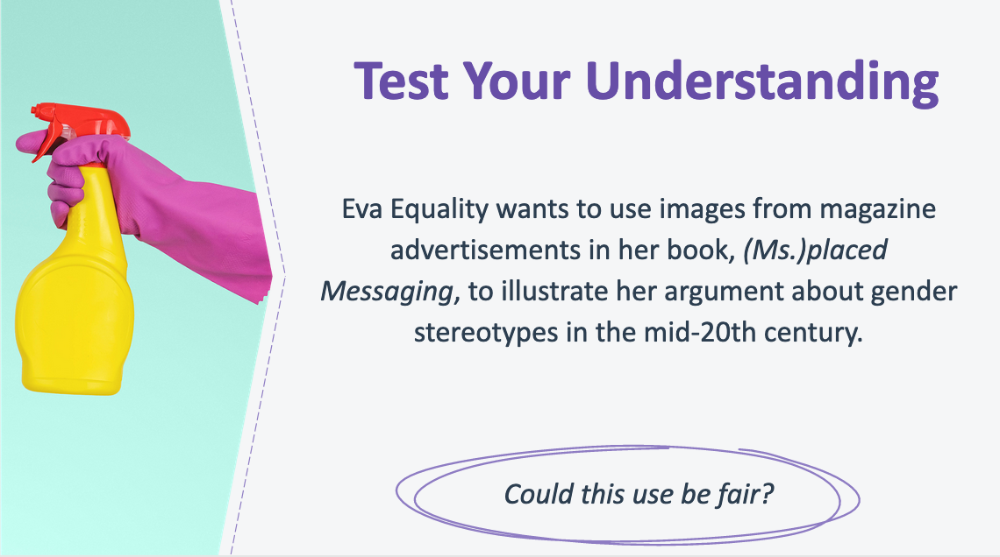 Test Your Understanding
Eva Equality wants to use images from magazine
advertisements in her book, (Ms.)placed
Messaging, to illustrate her argument about gender
stereotypes in the mid-20th century.
Could this use be fair?